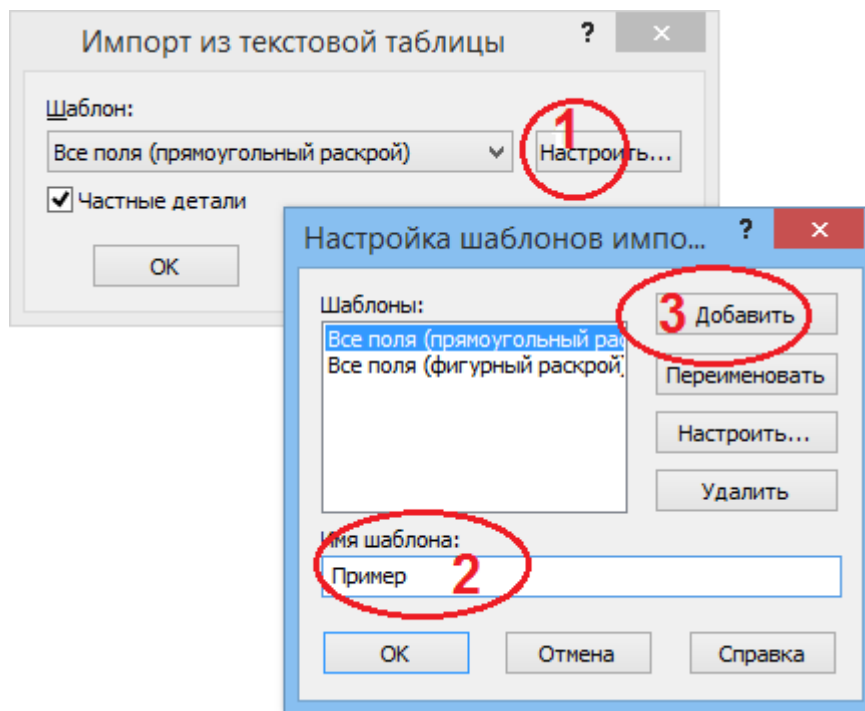 Импорт из текстовой таблицы
?
Шаблон:
Все поля (прямоугольный раскрой)
1
Настроить...
Частные детали
OK
Настройка шаблонов импо...
?
Шаблоны:
Все поля (прямоугольный рас
Все поля (фигурный раскрой)
3
Добавить
Переименовать
Настроить...
Удалить
Имя шаблона:
Пример
2
OK
Отмена
Справка